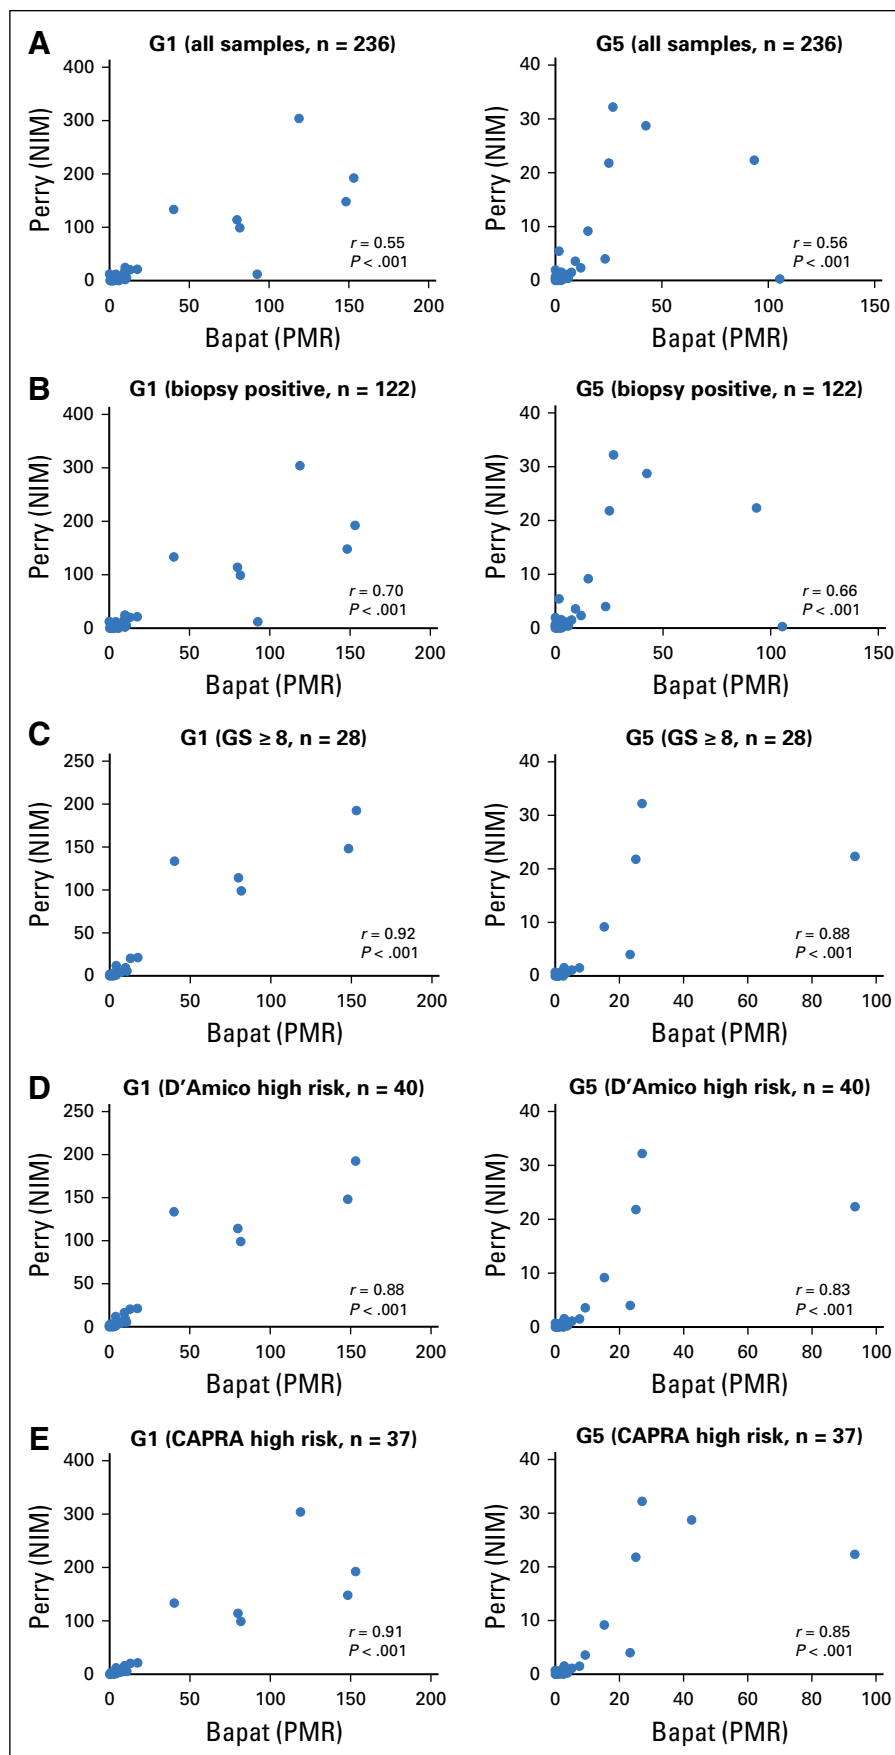 A
G1 (all samples, n = 236)
400
300
200
100
0
Perry (NIM)
r = 0.55
P < .001
0 50 100 150 200
Bapat (PMR)
G5 (all samples, n = 236)
40
30
20
10
0
Perry (NIM)
r = 0.56
P < .001
0 50 100 150
Bapat (PMR)
B
G1 (biopsy positive, n = 122)
400
300
200
100
0
Perry (NIM)
r = 0.70
P < .001
0 50 100 150 200
Bapat (PMR)
G5 (biopsy positive, n = 122)
40
30
20
10
0
Perry (NIM)
r = 0.66
P < .001
0 50 100 150
Bapat (PMR)
C
G1 (GS ≥ 8, n = 28)
250
200
150
100
50
0
Perry (NIM)
r = 0.92
P < .001
0 50 100 150 200
Bapat (PMR)
G5 (GS ≥ 8, n = 28)
40
30
20
10
0
Perry (NIM)
r = 0.88
P < .001
0 20 40 60 80 100
Bapat (PMR)
D
G1 (D’Amico high risk, n = 40)
250
200
150
100
50
0
Perry (NIM)
r = 0.88
P < .001
0 50 100 150 200
Bapat (PMR)
G5 (D’Amico high risk, n = 40)
40
30
20
10
0
Perry (NIM)
r = 0.83
P < .001
0 20 40 60 80 100
Bapat (PMR)
E
G1 (CAPRA high risk, n = 37)
400
300
200
100
0
Perry (NIM)
r = 0.91
P < .001
0 50 100 150 200
Bapat (PMR)
G5 (CAPRA high risk, n = 37)
40
30
20
10
0
Perry (NIM)
r = 0.85
P < .001
0 20 40 60 80 100
Bapat (PMR)